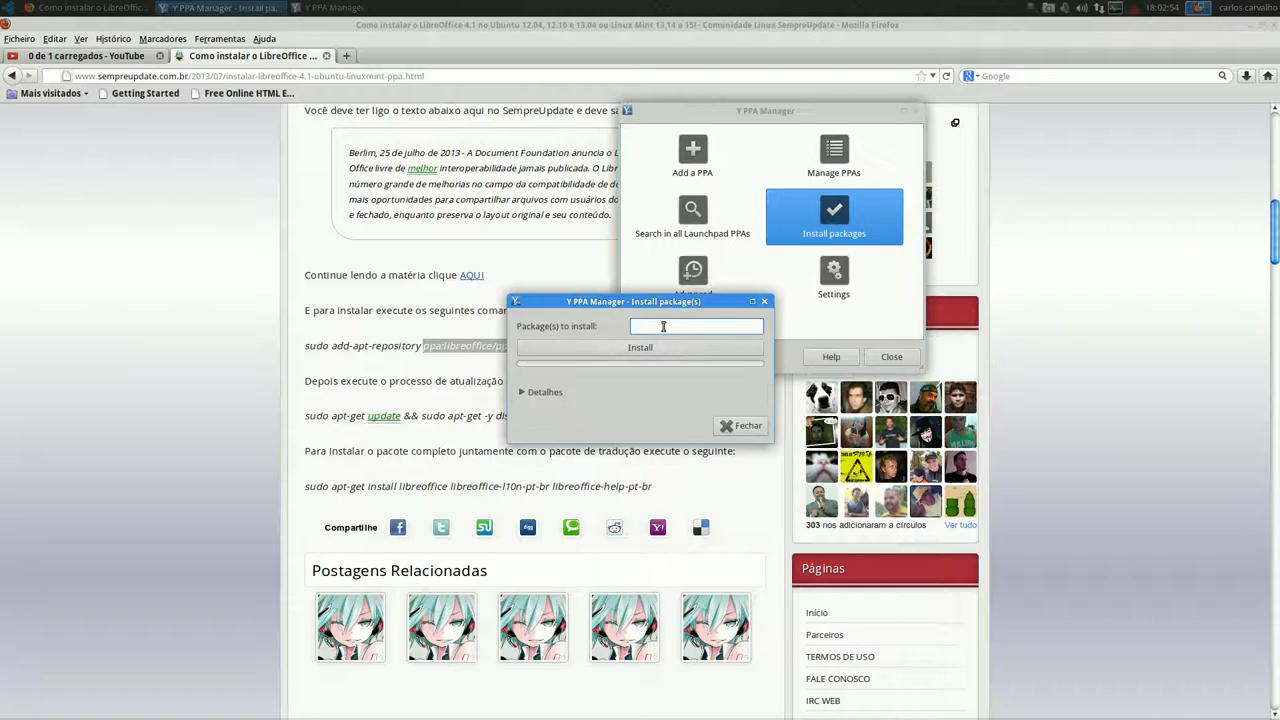 Como instalar o LibreOffice ...
Y PPA Manager - Install pa...
Y PPA Manager
18:02:54
carlos carvalho
Como instalar o LibreOffice 4.1 no Ubuntu 12.04, 12.10 e 13.04 ou Linux Mint 13,14 e 15!- Comunidade Linux SempreUpdate - Mozilla Firefox
Ficheiro Editar Ver Histórico Marcadores Ferramentas Ajuda
0 de 1 carregados - YouTube
Como instalar o LibreOffice ...
www.sempreupdate.com.br/2013/07/instalar-libreoffice-4.1-ubuntu-linuxmint-ppa.html
Google
Mais visitados
Getting Started
Free Online HTML E...
Você deve ter ligo o texto abaixo aqui no SempreUpdate e deve sa
Berlim, 25 de julho de 2013 - A Document Foundation anuncia o L
Office livre de melhor interoperabilidade jamais publicada. O Libr
número grande de melhorias no campo da compatibilidade de do
mais oportunidades para compartilhar arquivos com usuários do
e fechado, enquanto preserva o layout original e seu conteúdo.
Continue lendo a matéria clique AQUI
E para instalar execute os seguintes comar
sudo add-apt-repository ppa:libreoffice/pp
Depois execute o processo de atualização
sudo apt-get update && sudo apt-get -y dis
Para instalar o pacote completo juntamente com o pacote de tradução execute o seguinte:
sudo apt-get install libreoffice libreoffice-l10n-pt-br libreoffice-help-pt-br
Compartilhe
Postagens Relacionadas
Y PPA Manager
Add a PPA
Manage PPAs
Search in all Launchpad PPAs
Install packages
Advanced
Settings
Help
Close
Y PPA Manager - Install package(s)
Package(s) to install:
Install
Detalhes
Fechar
303 nos adicionaram a círculos
Ver tudo
Páginas
Início
Parceiros
TERMOS DE USO
FALE CONOSCO
IRC WEB